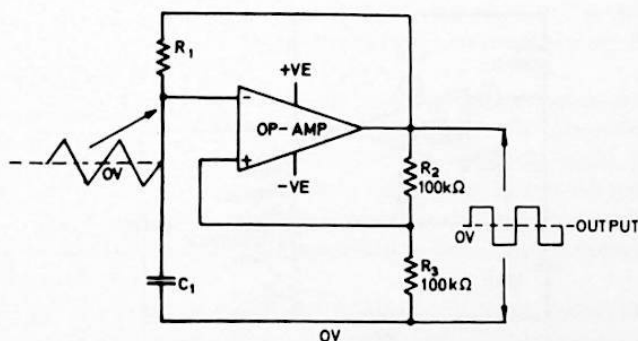 R1
+VE
-
OP-AMP
+
-VE
0V
R2
100kΩ
0V
-OUTPUT
C1
R3
100kΩ
0V